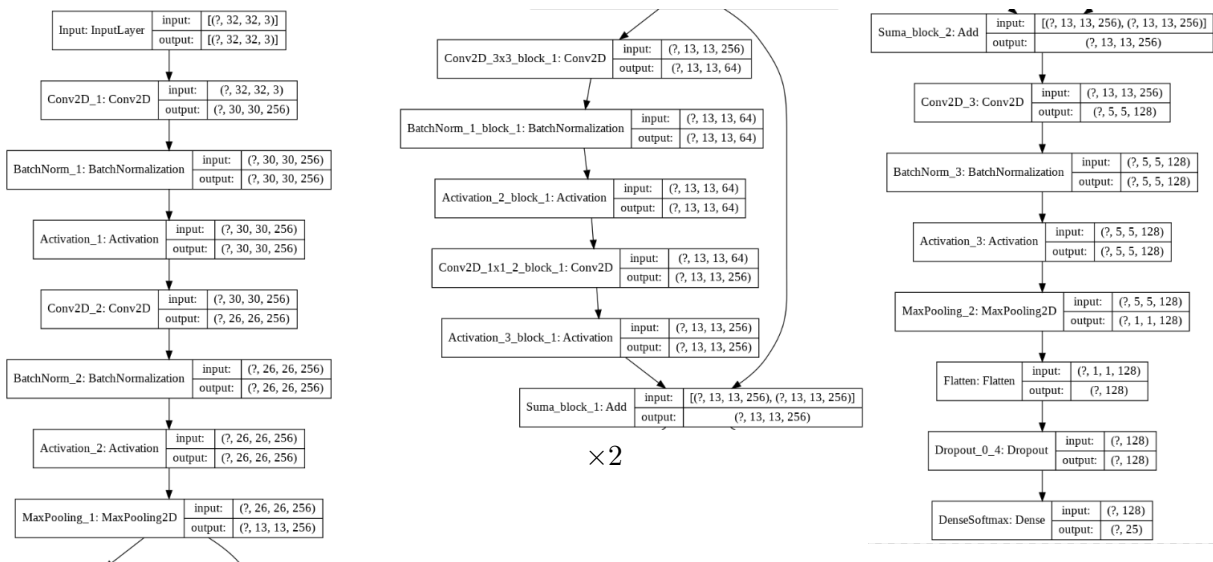 Input: InputLayer input: [(?, 32, 32, 3)]
output: [(?, 32, 32, 3)]
Conv2D_1: Conv2D input: (?, 32, 32, 3)
output: (?, 30, 30, 256)
BatchNorm_1: BatchNormalization input: (?, 30, 30, 256)
output: (?, 30, 30, 256)
Activation_1: Activation input: (?, 30, 30, 256)
output: (?, 30, 30, 256)
Conv2D_2: Conv2D input: (?, 30, 30, 256)
output: (?, 26, 26, 256)
BatchNorm_2: BatchNormalization input: (?, 26, 26, 256)
output: (?, 26, 26, 256)
Activation_2: Activation input: (?, 26, 26, 256)
output: (?, 26, 26, 256)
MaxPooling_1: MaxPooling2D input: (?, 26, 26, 256)
output: (?, 13, 13, 256)
Conv2D_3x3_block_1: Conv2D input: (?, 13, 13, 256)
output: (?, 13, 13, 64)
BatchNorm_1_block_1: BatchNormalization input: (?, 13, 13, 64)
output: (?, 13, 13, 64)
Activation_2_block_1: Activation input: (?, 13, 13, 64)
output: (?, 13, 13, 64)
Conv2D_1x1_2_block_1: Conv2D input: (?, 13, 13, 64)
output: (?, 13, 13, 256)
Activation_3_block_1: Activation input: (?, 13, 13, 256)
output: (?, 13, 13, 256)
Suma_block_1: Add input: [(?, 13, 13, 256), (?, 13, 13, 256)]
output: (?, 13, 13, 256)
×2
Suma_block_2: Add input: [(?, 13, 13, 256), (?, 13, 13, 256)]
output: (?, 13, 13, 256)
Conv2D_3: Conv2D input: (?, 13, 13, 256)
output: (?, 5, 5, 128)
BatchNorm_3: BatchNormalization input: (?, 5, 5, 128)
output: (?, 5, 5, 128)
Activation_3: Activation input: (?, 5, 5, 128)
output: (?, 5, 5, 128)
MaxPooling_2: MaxPooling2D input: (?, 5, 5, 128)
output: (?, 1, 1, 128)
Flatten: Flatten input: (?, 1, 1, 128)
output: (?, 128)
Dropout_0_4: Dropout input: (?, 128)
output: (?, 128)
DenseSoftmax: Dense input: (?, 128)
output: (?, 25)